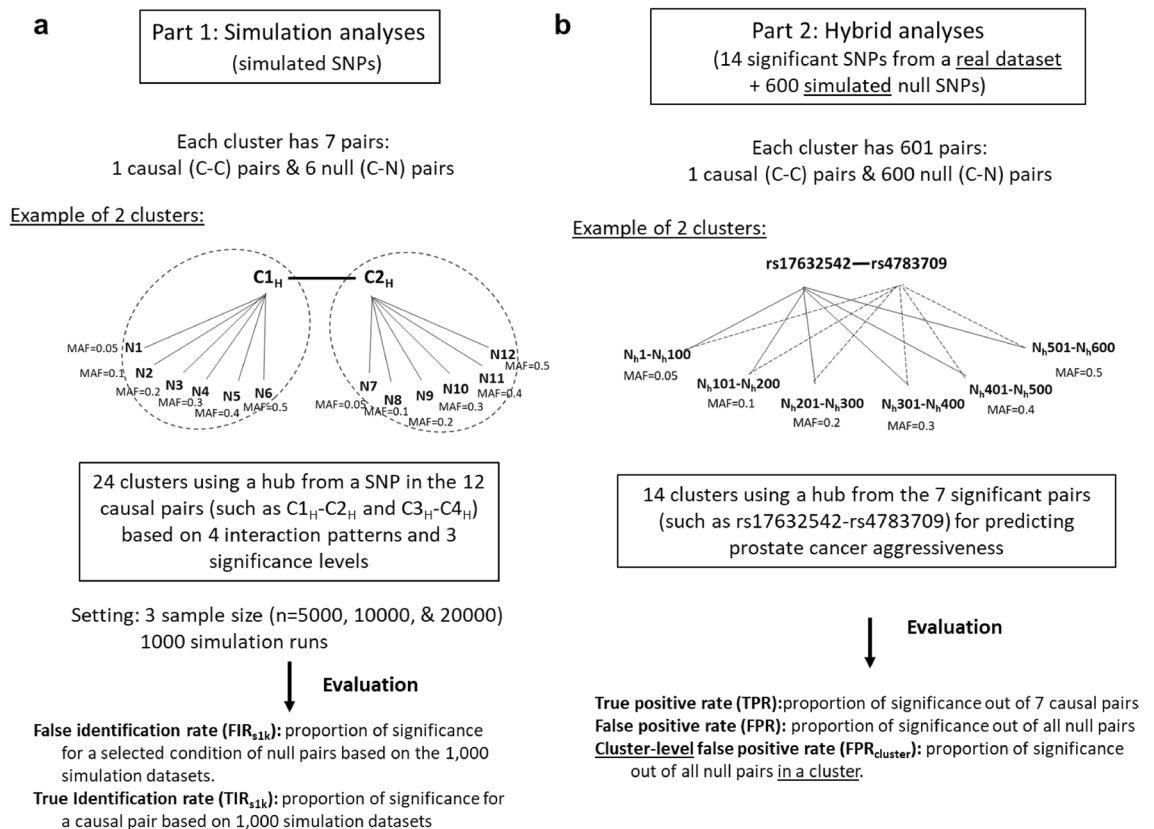 a
Part 1: Simulation analyses
(simulated SNPs)
Each cluster has 7 pairs:
1 causal (C-C) pairs & 6 null (C-N) pairs
Example of 2 clusters:
C1H C2H
MAF=0.05 N1
MAF=0.1 N2
MAF=0.2 N3
MAF=0.3 N4
MAF=0.4 N5
MAF=0.5 N6
MAF=0.05 N7
MAF=0.1 N8
MAF=0.2 N9
MAF=0.3 N10
MAF=0.4 N11
MAF=0.5 N12
24 clusters using a hub from a SNP in the 12
causal pairs (such as C1H-C2H and C3H-C4H)
based on 4 interaction patterns and 3
significance levels
Setting: 3 sample size (n=5000, 10000, & 20000)
1000 simulation runs
Evaluation
False identification rate (FIRs1k): proportion of significance
for a selected condition of null pairs based on the 1,000
simulation datasets.
True Identification rate (TIRs1k): proportion of significance for
a causal pair based on 1,000 simulation datasets
b
Part 2: Hybrid analyses
(14 significant SNPs from a real dataset
+ 600 simulated null SNPs)
Each cluster has 601 pairs:
1 causal (C-C) pairs & 600 null (C-N) pairs
Example of 2 clusters:
rs17632542—rs4783709
Nh1-Nh100
MAF=0.05
Nh101-Nh200
MAF=0.1
Nh201-Nh300
MAF=0.2
Nh301-Nh400
MAF=0.3
Nh401-Nh500
MAF=0.4
Nh501-Nh600
MAF=0.5
14 clusters using a hub from the 7 significant pairs
(such as rs17632542-rs4783709) for predicting
prostate cancer aggressiveness
Evaluation
True positive rate (TPR):proportion of significance out of 7 causal pairs
False positive rate (FPR): proportion of significance out of all null pairs
Cluster-level false positive rate (FPRcluster): proportion of significance
out of all null pairs in a cluster.